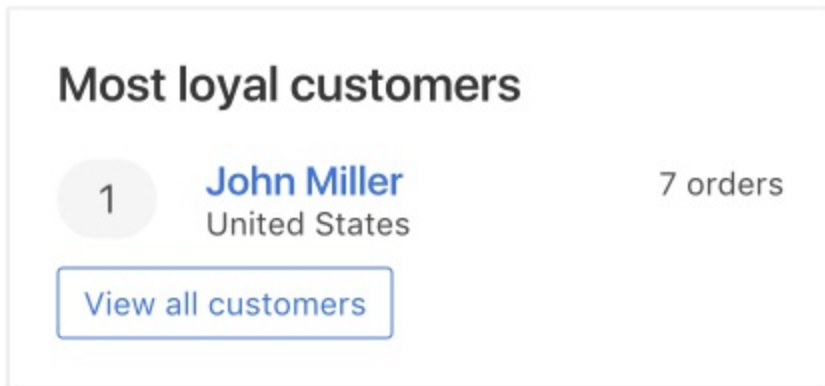 Most loyal customers
1 John Miller 7 orders
United States
View all customers